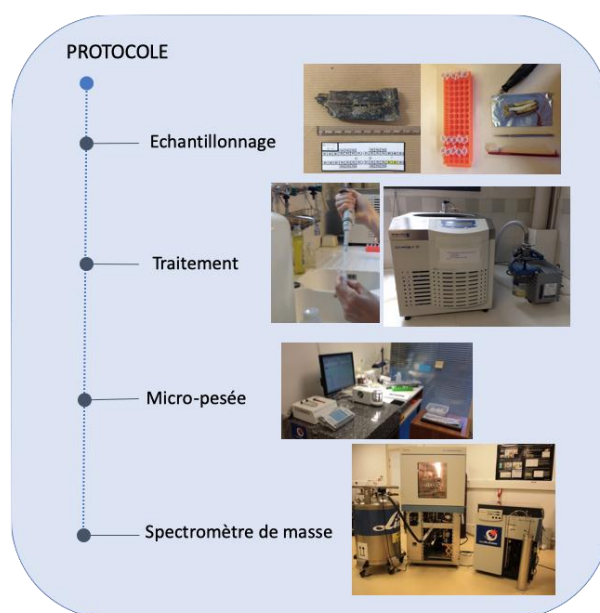 PROTOCOLE
Echantillonnage
Traitement
Micro-pesée
Spectromètre de masse